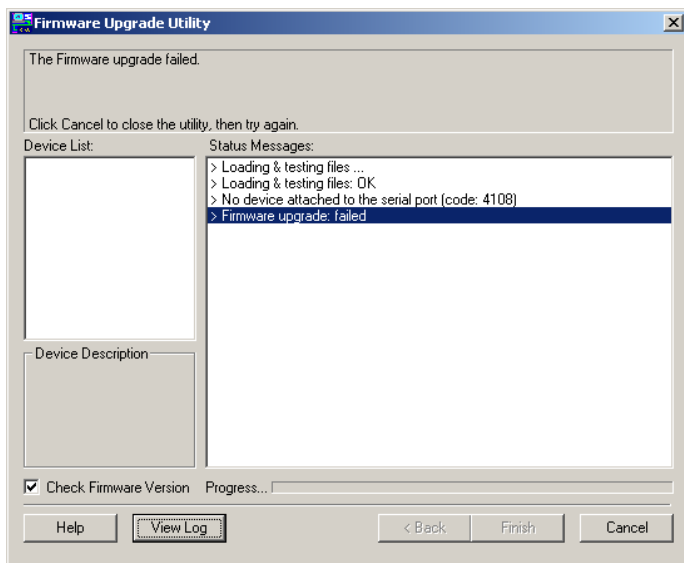 Firmware Upgrade Utility
The Firmware upgrade failed.
Click Cancel to close the utility, then try again.
Device List:
Status Messages:
> Loading & testing files ...
> Loading & testing files: OK
> No device attached to the serial port (code: 4108)
> Firmware upgrade: failed
Device Description
Check Firmware Version
Progress...
Help
View Log
< Back
Finish
Cancel